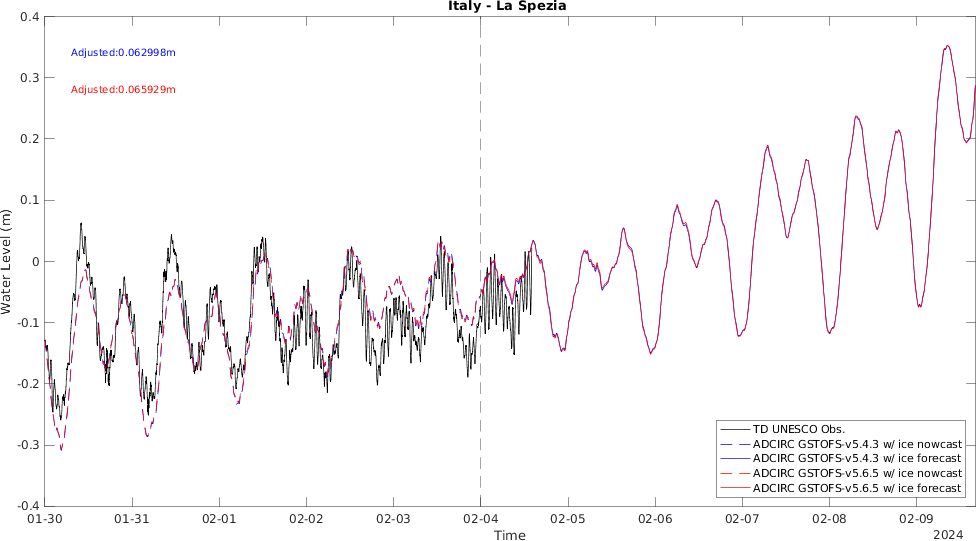 Italy - La Spezia
Adjusted:0.062998m
Adjusted:0.065929m
Water Level (m)
0.4
0.3
0.2
0.1
0
-0.1
-0.2
-0.3
-0.4
TD UNESCO Obs.
ADCIRC GSTOFS-v5.4.3 w/ ice nowcast
ADCIRC GSTOFS-v5.4.3 w/ ice forecast
ADCIRC GSTOFS-v5.6.5 w/ ice nowcast
ADCIRC GSTOFS-v5.6.5 w/ ice forecast
01-30 01-31 02-01 02-02 02-03 02-04 02-05 02-06 02-07 02-08 02-09
Time
2024